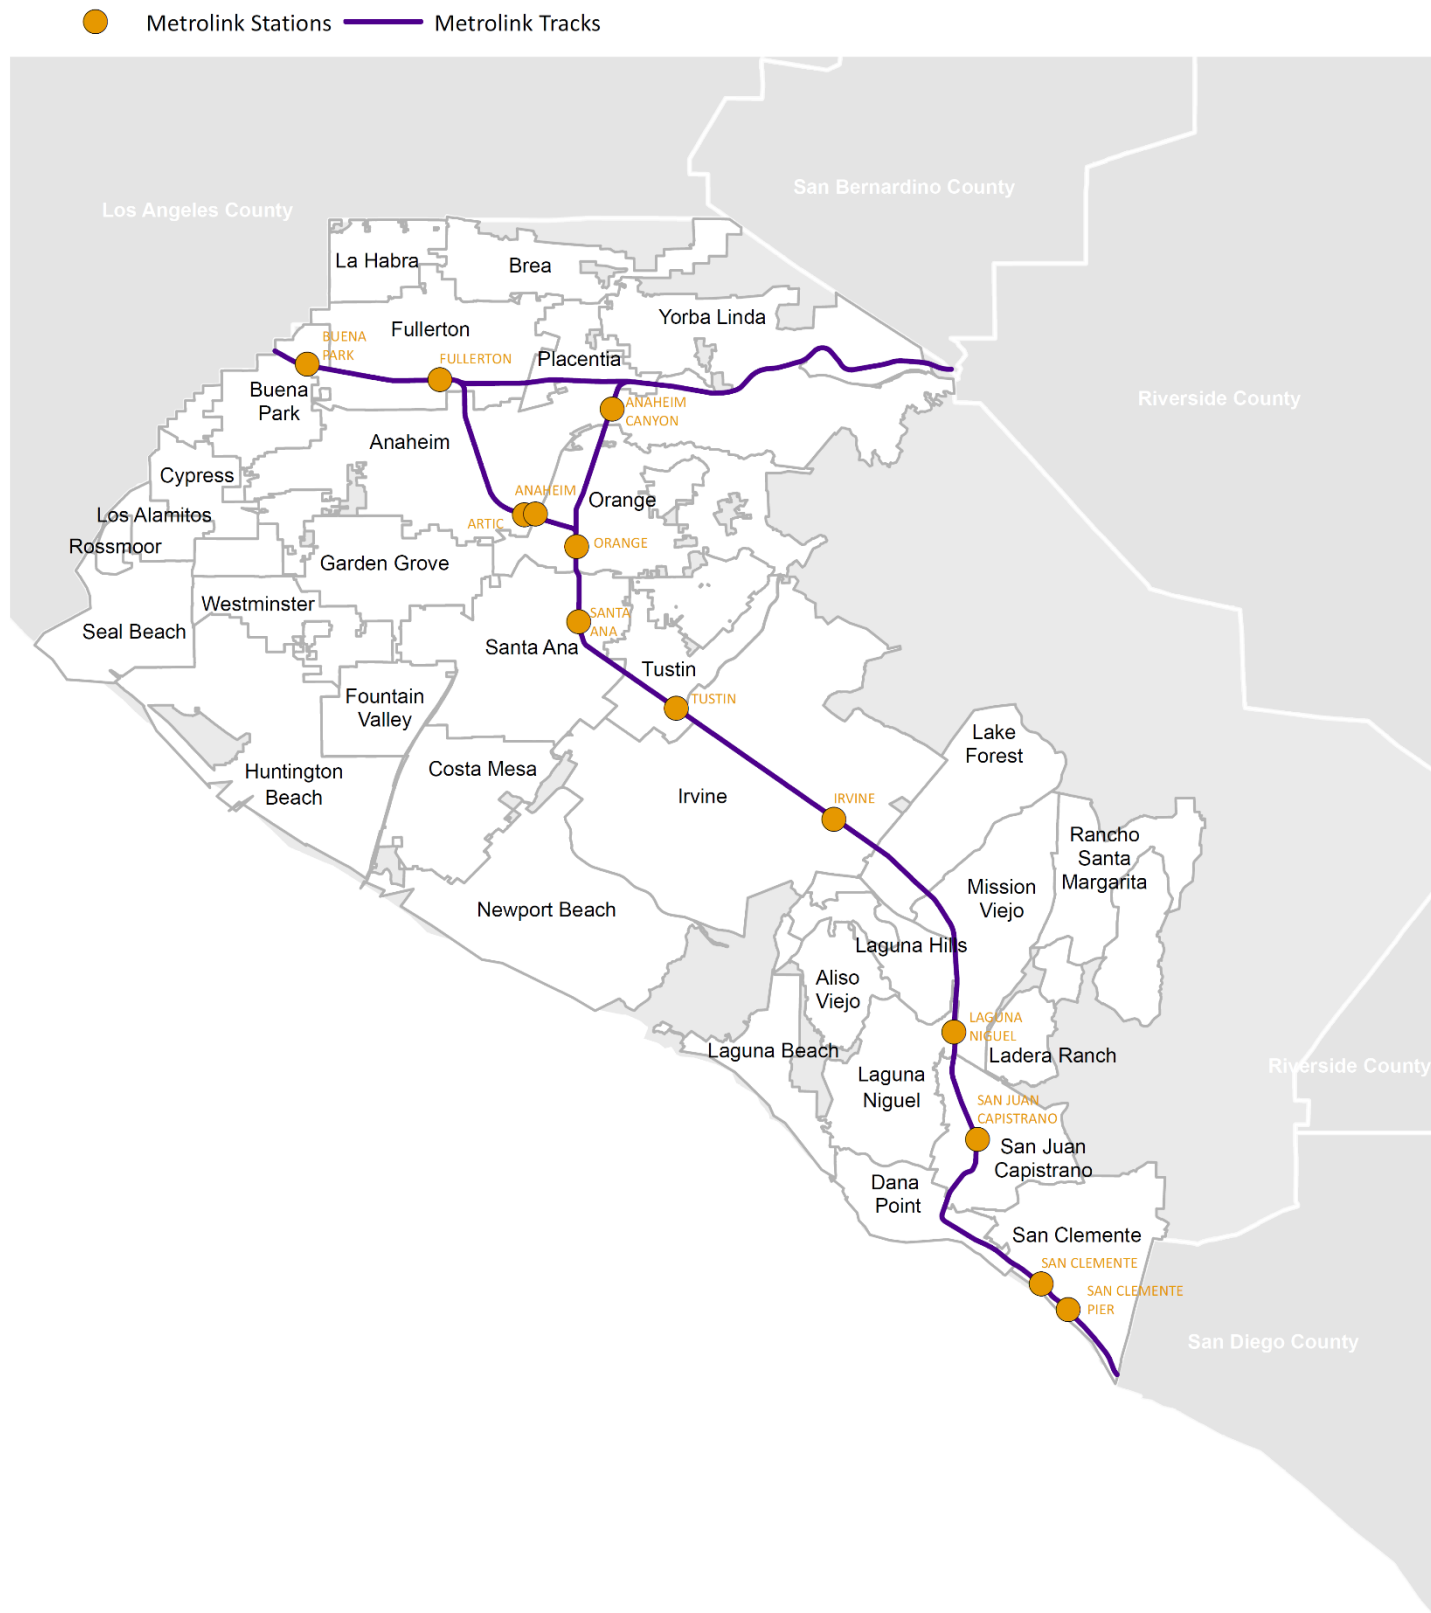 Metrolink Stations
Metrolink Tracks
San Bernardino County
Los Angeles County
La Habra
Brea
Yorba Linda
Fullerton
BUENA
PARK
FULLERTON
Placentia
Buena
Park
ANAHEIM
CANYON
Riverside County
Anaheim
Cypress
ANAHEIM
Orange
Los Alamitos
ARTIC
Rossmoor
ORANGE
Garden Grove
Westminster
SANTA
ANA
Seal Beach
Santa Ana
Tustin
Fountain
Valley
TUSTIN
Lake
Forest
Costa Mesa
Huntington
Beach
Irvine
IRVINE
Rancho
Santa
Margarita
Mission
Viejo
Newport Beach
Laguna Hills
Aliso
Viejo
LAGUNA
NIGUEL
Laguna Beach
Ladera Ranch
Riverside County
Laguna
Niguel
SAN JUAN
CAPISTRANO
San Juan
Capistrano
Dana
Point
San Clemente
SAN CLEMENTE
SAN CLEMENTE
PIER
San Diego County